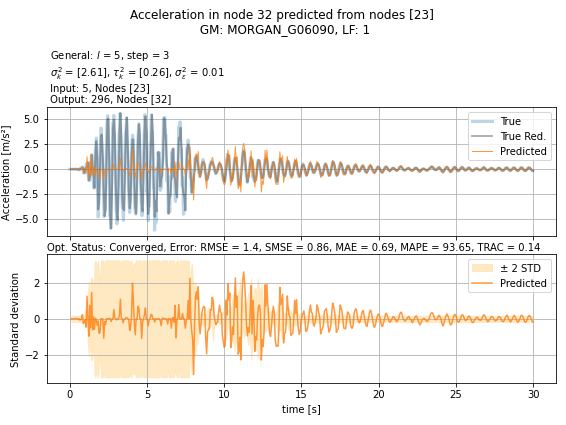 Acceleration in node 32 predicted from nodes [23]
GM: MORGAN_G06090, LF: 1
General: l = 5, step = 3
σ²ₖ = [2.61], τ²ₖ = [0.26], σ²ε = 0.01
Input: 5, Nodes [23]
Output: 296, Nodes [32]
Acceleration [m/s²]
5.0
2.5
0.0
−2.5
−5.0
True
True Red.
Predicted
Opt. Status: Converged, Error: RMSE = 1.4, SMSE = 0.86, MAE = 0.69, MAPE = 93.65, TRAC = 0.14
Standard deviation
2
0
−2
± 2 STD
Predicted
0 5 10 15 20 25 30
time [s]